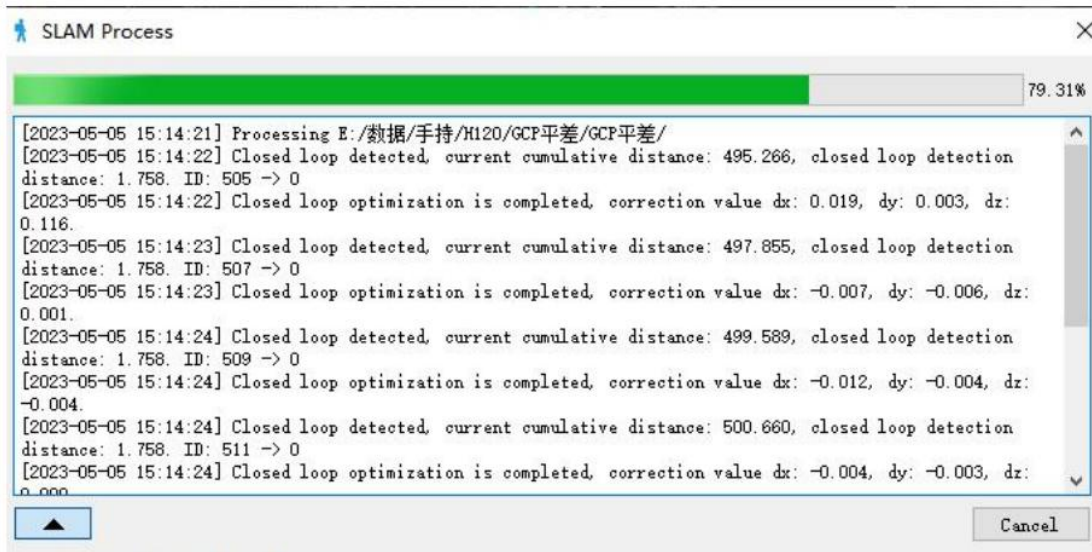 SLAM Process
79.31%
[2023-05-05 15:14:21] Processing E:/数据/手持/H120/GCP平差/GCP平差/
[2023-05-05 15:14:22] Closed loop detected, current cumulative distance: 495.266, closed loop detection
distance: 1.758. ID: 505 -> 0
[2023-05-05 15:14:22] Closed loop optimization is completed, correction value dx: 0.019, dy: 0.003, dz:
0.116.
[2023-05-05 15:14:23] Closed loop detected, current cumulative distance: 497.855, closed loop detection
distance: 1.758. ID: 507 -> 0
[2023-05-05 15:14:23] Closed loop optimization is completed, correction value dx: -0.007, dy: -0.006, dz:
0.001.
[2023-05-05 15:14:24] Closed loop detected, current cumulative distance: 499.589, closed loop detection
distance: 1.758. ID: 509 -> 0
[2023-05-05 15:14:24] Closed loop optimization is completed, correction value dx: -0.012, dy: -0.004, dz:
-0.004.
[2023-05-05 15:14:24] Closed loop detected, current cumulative distance: 500.660, closed loop detection
distance: 1.758. ID: 511 -> 0
[2023-05-05 15:14:24] Closed loop optimization is completed, correction value dx: -0.004, dy: -0.003, dz:
Cancel